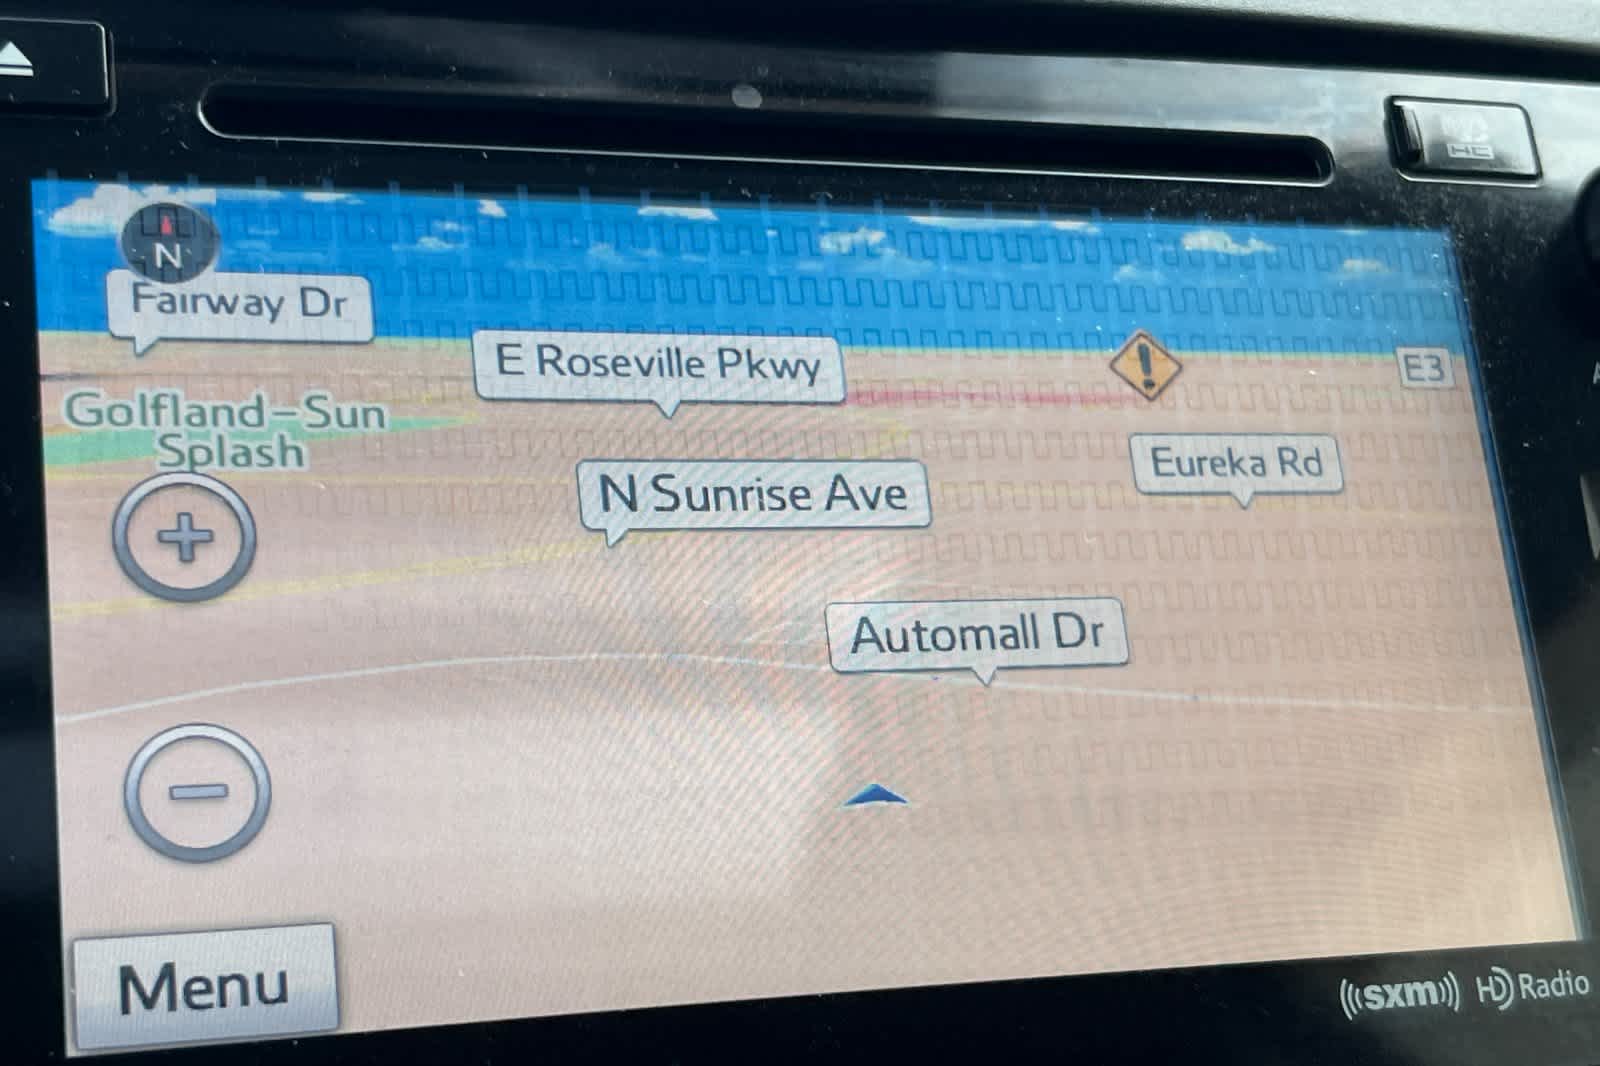 N
Fairway Dr
E Roseville Pkwy
E3
Golfland-Sun
Splash
Eureka Rd
N Sunrise Ave
Automall Dr
Menu
sxm
HD Radio